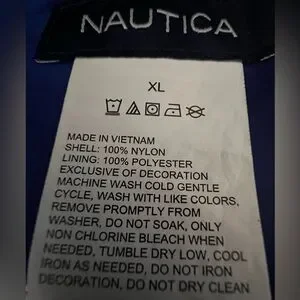 NAUTICA
XL
MADE IN VIETNAM
SHELL: 100% NYLON
LINING: 100% POLYESTER
EXCLUSIVE OF DECORATION
MACHINE WASH COLD GENTLE
CYCLE, WASH WITH LIKE COLORS,
REMOVE PROMPTLY FROM
WASHER, DO NOT SOAK, ONLY
NON CHLORINE BLEACH WHEN
NEEDED, TUMBLE DRY LOW, COOL
IRON AS NEEDED, DO NOT IRON
DECORATION, DO NOT DRY CLEAN